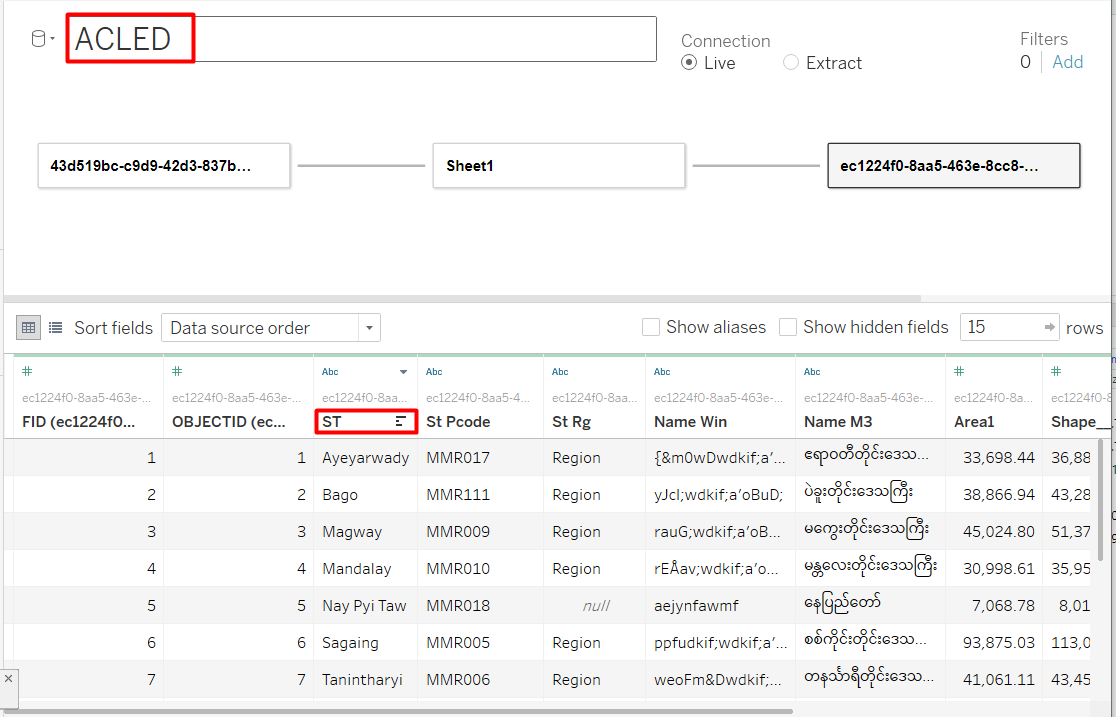 ACLED
Connection
Live Extract
Filters
0 Add
43d519bc-c9d9-42d3-837b...
Sheet1
ec1224f0-8aa5-463e-8cc8-...
Sort fields Data source order Show aliases Show hidden fields 15 rows
# # Abc Abc Abc Abc Abc # #
ec1224f0-8aa5-463e-... ec1224f0-8aa5-463e-... ec1224f0-8aa... ec1224f0-8aa5-4... ec1224f0-8aa... ec1224f0-8aa5-463e-... ec1224f0-8aa5-463e-... ec1224f0-8a... ec1224f0-8
FID (ec1224f0... OBJECTID (ec... ST St Pcode St Rg Name Win Name M3 Area1 Shape__
1 1 Ayeyarwady MMR017 Region {&m0wDwdkif;a'... ဧရာဝတီတိုင်းဒေသ... 33,698.44 36,88
2 2 Bago MMR111 Region yJcl;wdkif;a'oBuD; ပဲခူးတိုင်းဒေသကြီး 38,866.94 43,28
3 3 Magway MMR009 Region rauG;wdkif;a'oB... မကွေးတိုင်းဒေသကြီး 45,024.80 51,37
4 4 Mandalay MMR010 Region rEÅav;wdkif;a'o... မန္တလေးတိုင်းဒေသကြီး 30,998.61 35,95
5 5 Nay Pyi Taw MMR018 null aejynfawmf နေပြည်တော် 7,068.78 8,01
6 6 Sagaing MMR005 Region ppfudkif;wdkif;a'... စစ်ကိုင်းတိုင်းဒေသ... 93,875.03 113,0
7 7 Tanintharyi MMR006 Region weoFm&Dwdkif;... တနင်္သာရီတိုင်းဒေသ... 41,061.11 43,45